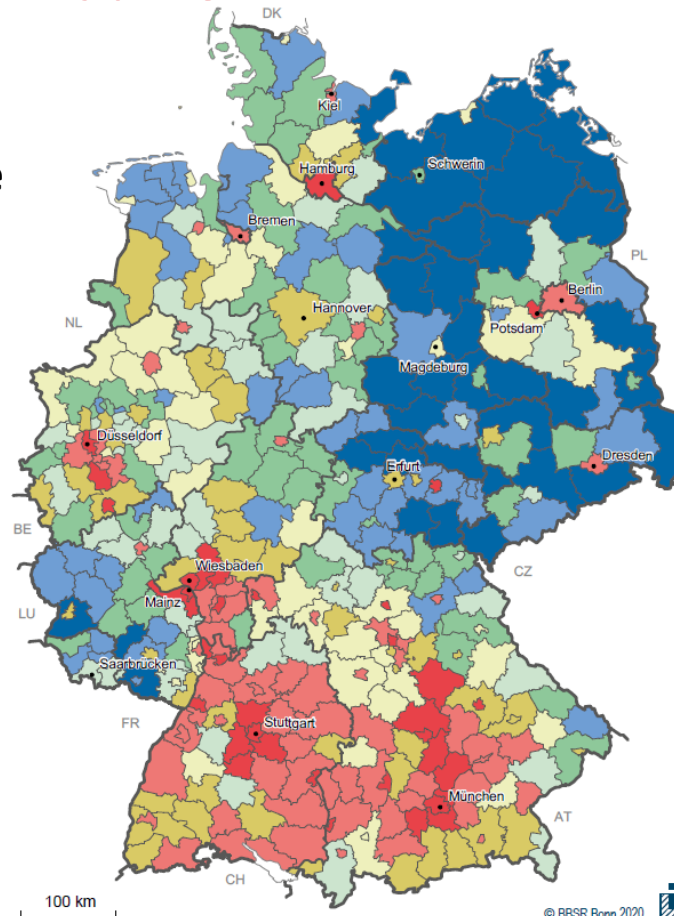 DK
Kiel
Hamburg
Schwerin
Bremen
PL
Berlin
Hannover
Potsdam
NL
Magdeburg
Düsseldorf
Dresden
Erfurt
BE
Wiesbaden
CZ
Mainz
LU
Saarbrücken
FR
Stuttgart
München
AT
CH
100 km
© BBSR Bonn 2020